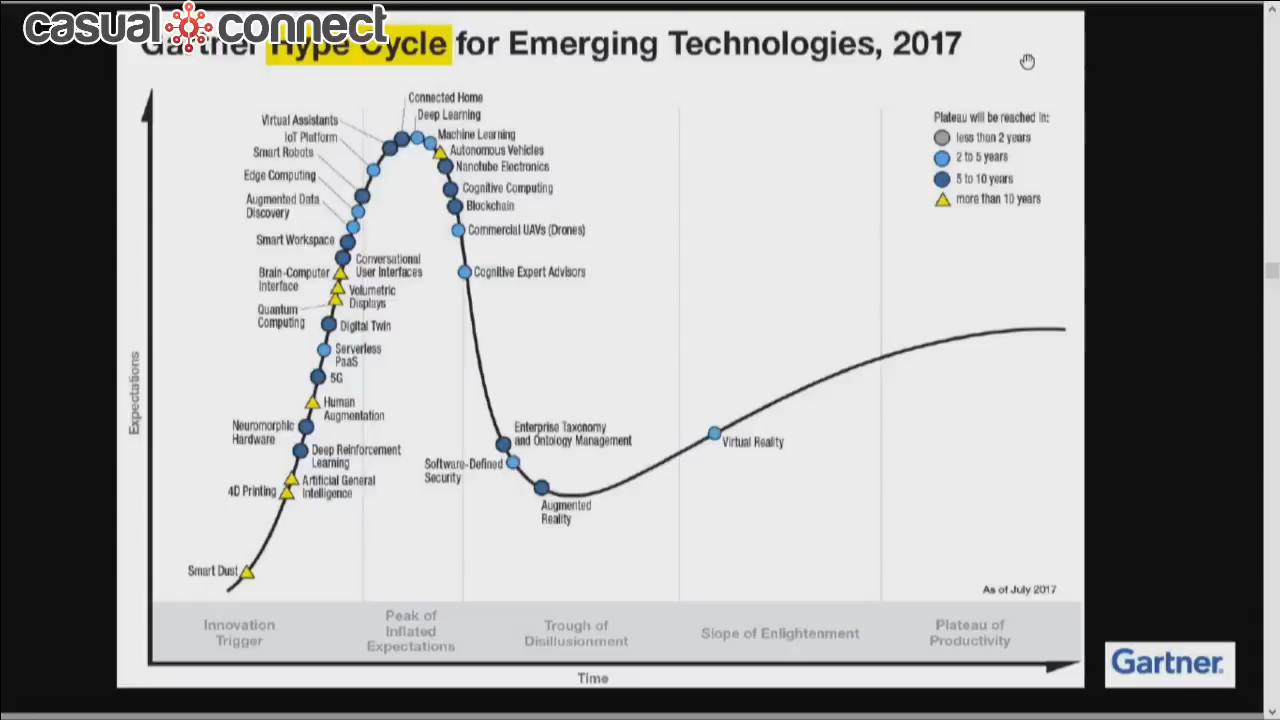 casual connect
Gartner Hype Cycle for Emerging Technologies, 2017
Connected Home
Deep Learning
Virtual Assistants
Machine Learning
IoT Platform
Autonomous Vehicles
Smart Robots
Nanotube Electronics
Edge Computing
Cognitive Computing
Augmented Data
Discovery
Blockchain
Commercial UAVs (Drones)
Smart Workspace
Conversational
User Interfaces
Cognitive Expert Advisors
Brain-Computer
Interface
Volumetric
Displays
Quantum
Computing
Digital Twin
Serverless
PaaS
5G
Human
Augmentation
Neuromorphic
Hardware
Deep Reinforcement
Learning
Artificial General
Intelligence
4D Printing
Smart Dust
Enterprise Taxonomy
and Ontology Management
Software-Defined
Security
Augmented
Reality
Virtual Reality
Plateau will be reached in:
less than 2 years
2 to 5 years
5 to 10 years
more than 10 years
As of July 2017
Expectations
Innovation
Trigger
Peak of
Inflated
Expectations
Trough of
Disillusionment
Slope of Enlightenment
Plateau of
Productivity
Time
Gartner.